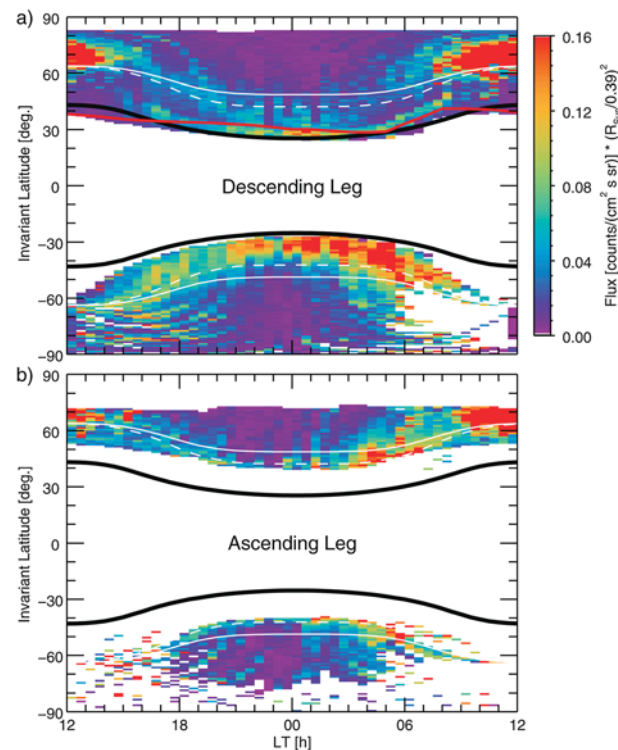 a)
90
60
30
0
-30
-60
-90
Invariant Latitude [deg.]
Descending Leg
0.16
0.12
0.08
0.04
0.00
Flux [counts/(cm² s sr)] * (R_Sun/0.39)²
b)
90
60
30
0
-30
-60
-90
Invariant Latitude [deg.]
Ascending Leg
12 18 00 06 12
LT [h]